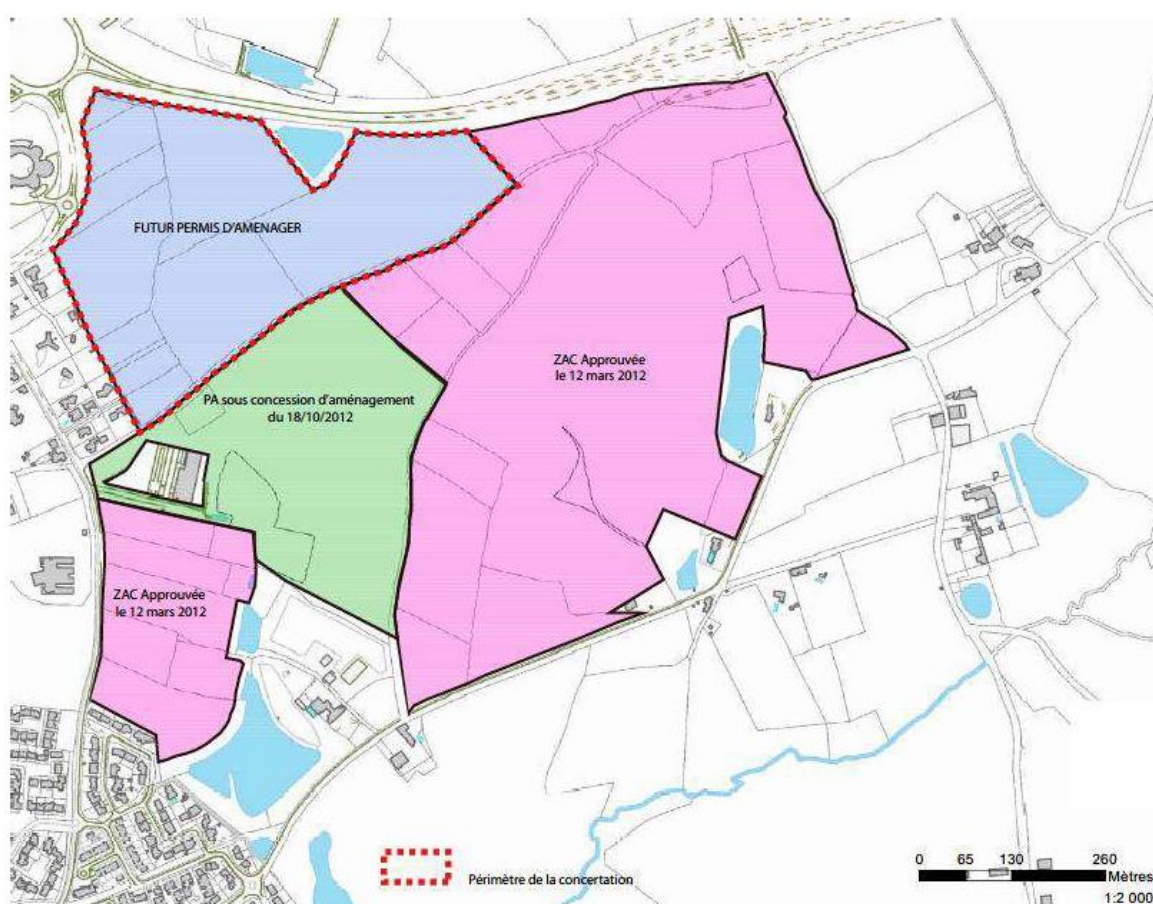 FUTUR PERMIS D'AMENAGER
ZAC Approuvée
le 12 mars 2012
PA sous concession d'aménagement
du 18/10/2012
ZAC Approuvée
le 12 mars 2012
Périmètre de la concertation
0 65 130 260
Mètres
1:2 000